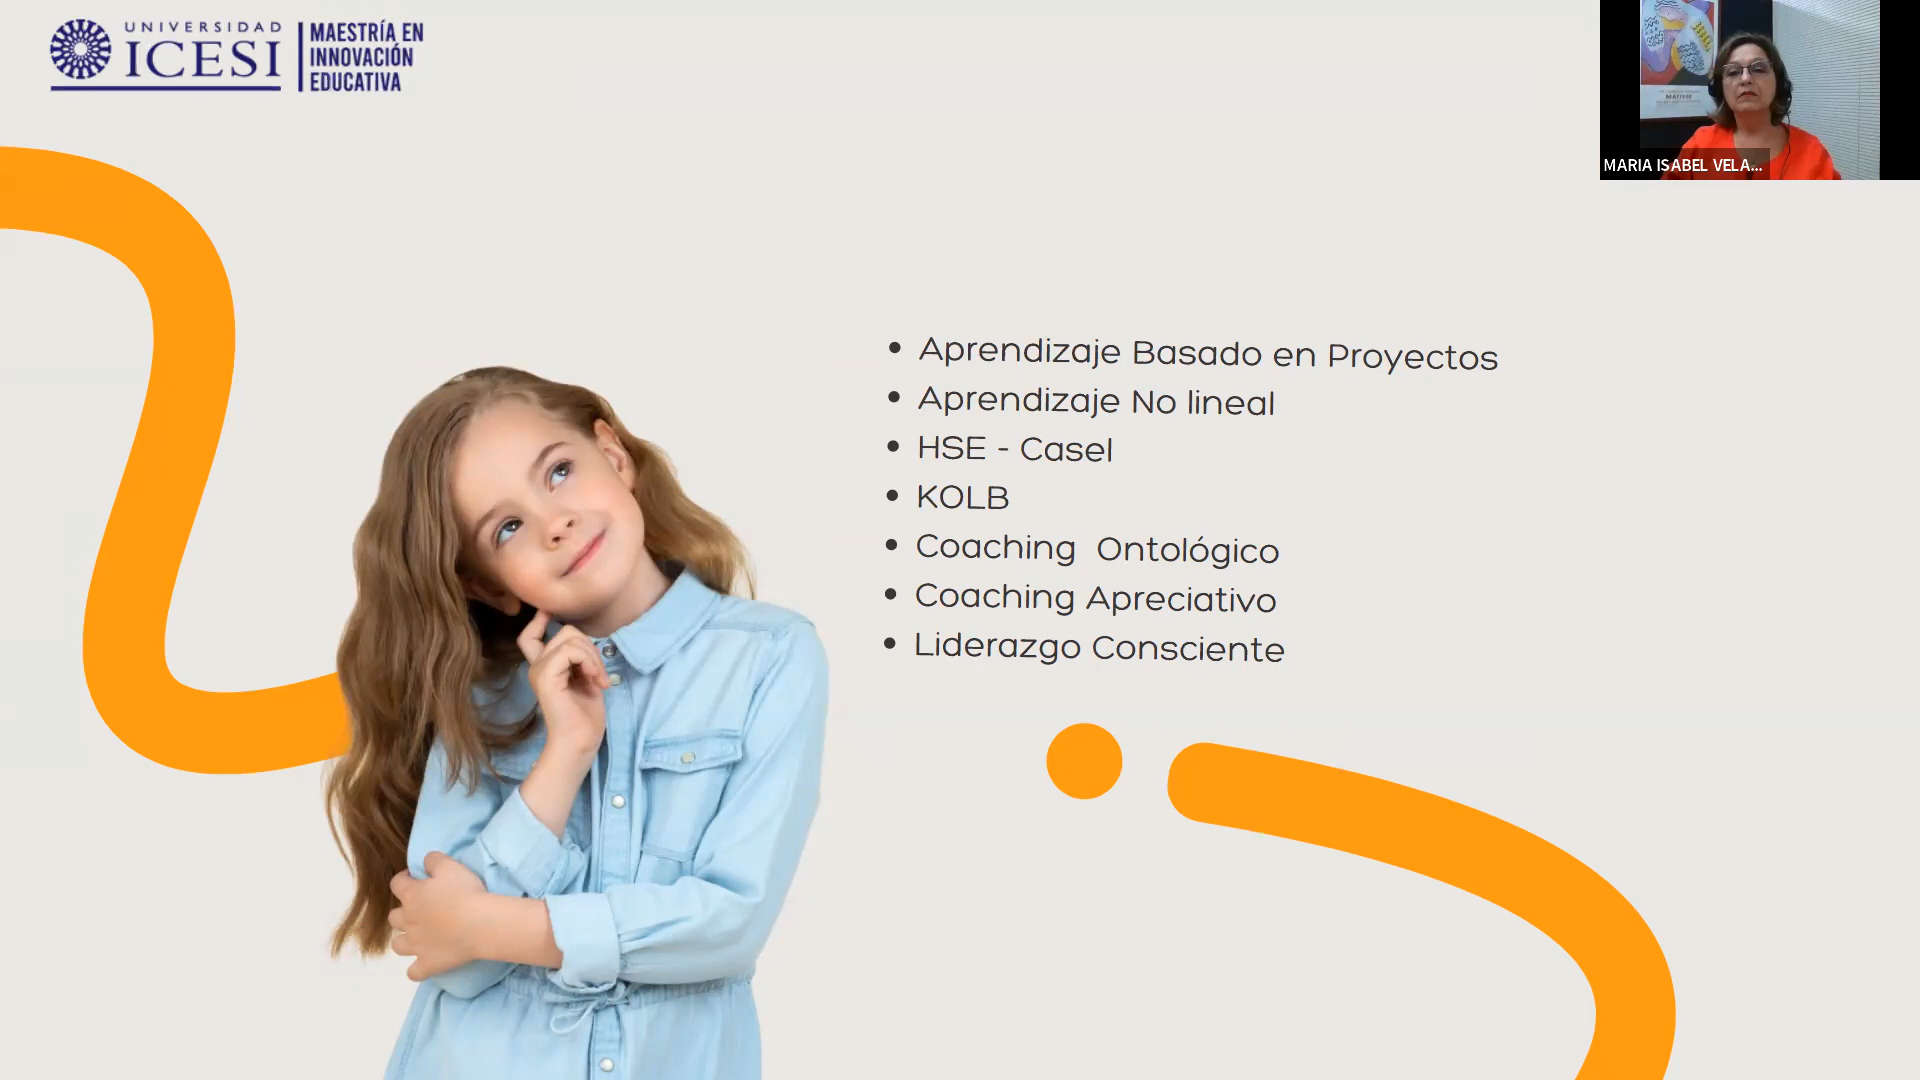 UNIVERSIDAD
ICESI
MAESTRÍA EN
INNOVACIÓN
EDUCATIVA
MATISSE
MARIA ISABEL VELA...
• Aprendizaje Basado en Proyectos
• Aprendizaje No lineal
• HSE - Casel
• KOLB
• Coaching Ontológico
• Coaching Apreciativo
• Liderazgo Consciente